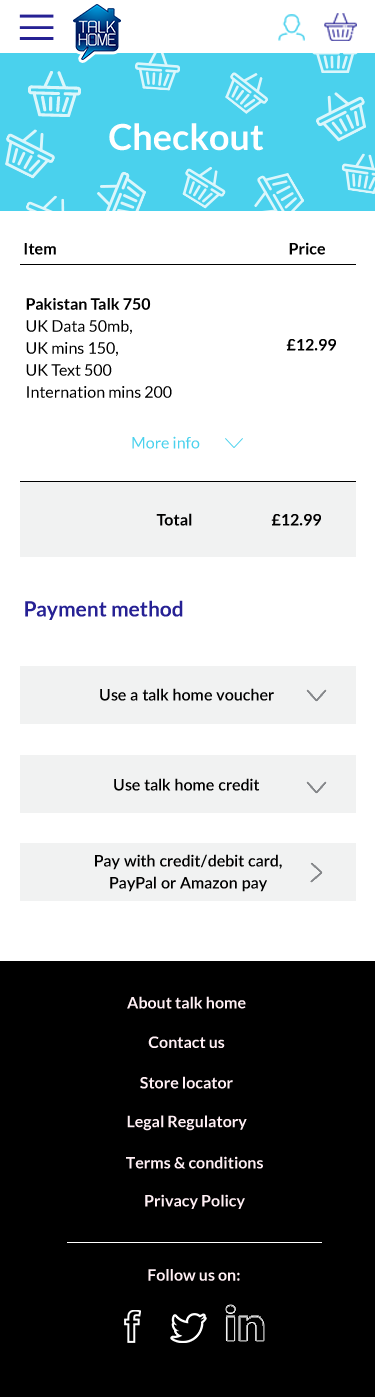 TALK
HOME
Checkout
Item Price
Pakistan Talk 750
UK Data 50mb,
UK mins 150,
£12.99
UK Text 500
Internation mins 200
More info
Total £12.99
Payment method
Use a talk home voucher
Use talk home credit
Pay with credit/debit card,
PayPal or Amazon pay
About talk home
Contact us
Store locator
Legal Regulatory
Terms & conditions
Privacy Policy
Follow us on:
f
in